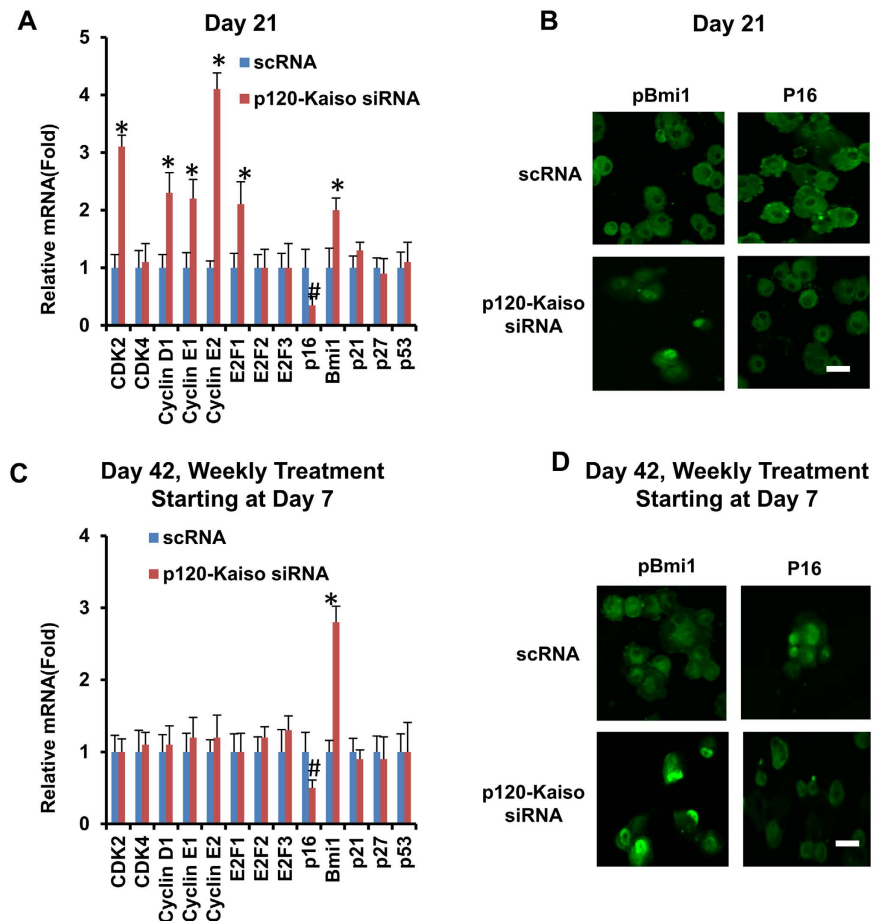 A
Day 21
5
4
3
2
1
0
Relative mRNA(Fold)
scRNA
p120-Kaiso siRNA
*
*
*
*
*
#
*
CDK2
CDK4
Cyclin D1
Cyclin E1
Cyclin E2
E2F1
E2F2
E2F3
p16
Bmi1
p21
p27
p53
B
Day 21
pBmi1
P16
scRNA
p120-Kaiso
siRNA
C
Day 42, Weekly Treatment
Starting at Day 7
4
3
2
1
0
Relative mRNA(Fold)
scRNA
p120-Kaiso siRNA
#
*
CDK2
CDK4
Cyclin D1
Cyclin E1
Cyclin E2
E2F1
E2F2
E2F3
p16
Bmi1
p21
p27
p53
D
Day 42, Weekly Treatment
Starting at Day 7
pBmi1
P16
scRNA
p120-Kaiso
siRNA